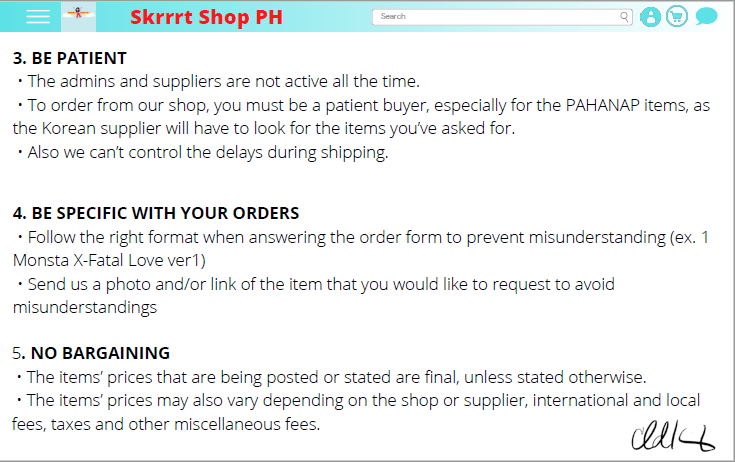 Skrrrt Shop PH
Search
3. BE PATIENT
• The admins and suppliers are not active all the time.
• To order from our shop, you must be a patient buyer, especially for the PAHANAP items, as
the Korean supplier will have to look for the items you’ve asked for.
• Also we can’t control the delays during shipping.
4. BE SPECIFIC WITH YOUR ORDERS
• Follow the right format when answering the order form to prevent misunderstanding (ex. 1
Monsta X-Fatal Love ver1)
• Send us a photo and/or link of the item that you would like to request to avoid
misunderstandings
5. NO BARGAINING
• The items’ prices that are being posted or stated are final, unless stated otherwise.
• The items’ prices may also vary depending on the shop or supplier, international and local
fees, taxes and other miscellaneous fees.